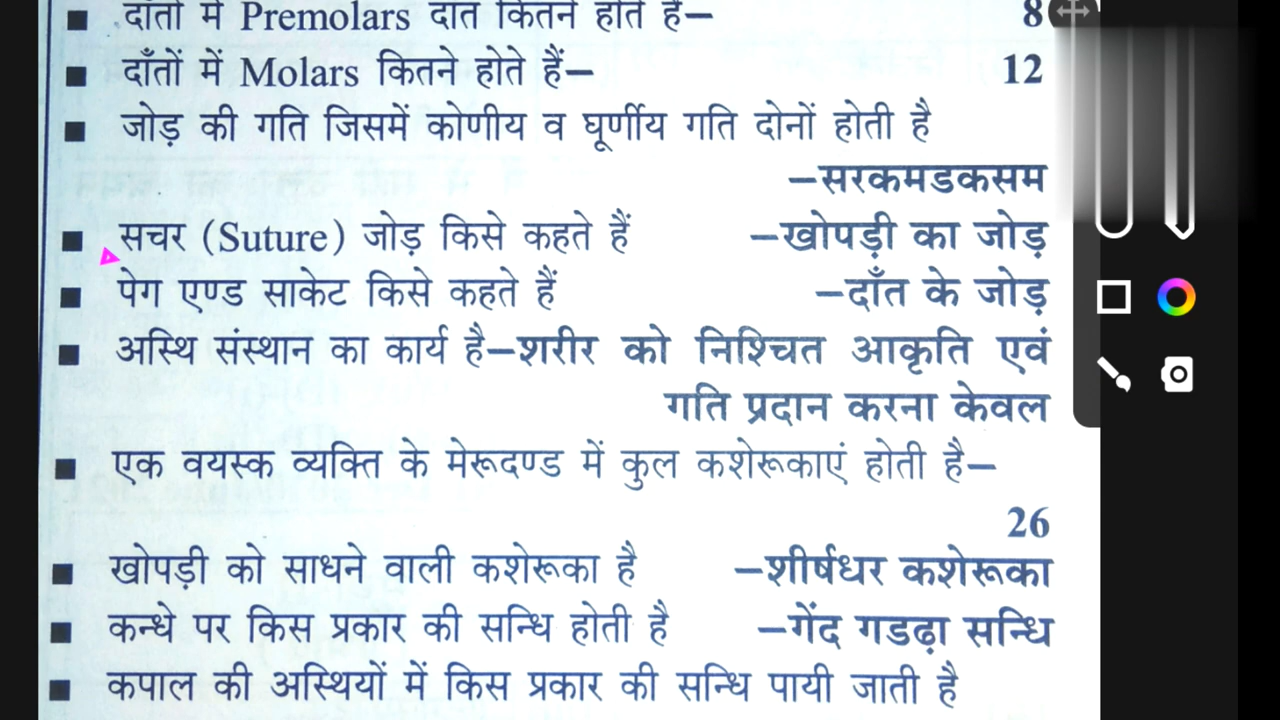 ■ दाँतों में Premolars दाँत कितने होते हैं– 8
■ दाँतों में Molars कितने होते हैं– 12
■ जोड़ की गति जिसमें कोणीय व घूर्णीय गति दोनों होती है
–सरकमडकसम
■ सचर (Suture) जोड़ किसे कहते हैं –खोपड़ी का जोड़
■ पेग एण्ड साकेट किसे कहते हैं –दाँत के जोड़
■ अस्थि संस्थान का कार्य है–शरीर को निश्चित आकृति एवं
गति प्रदान करना केवल
■ एक वयस्क व्यक्ति के मेरूदण्ड में कुल कशेरूकाएं होती है–
26
■ खोपड़ी को साधने वाली कशेरूका है –शीर्षधर कशेरूका
■ कन्धे पर किस प्रकार की सन्धि होती है –गेंद गडढ़ा सन्धि
■ कपाल की अस्थियों में किस प्रकार की सन्धि पायी जाती है